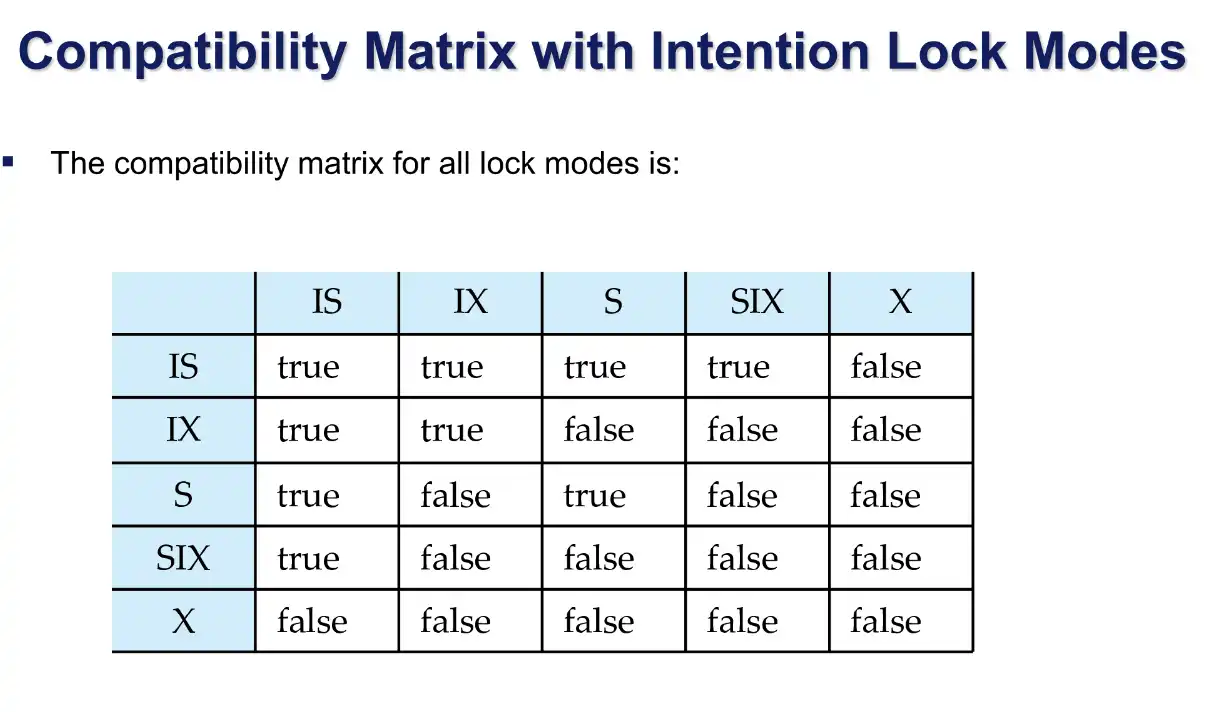 Compatibility Matrix with Intention Lock Modes
▪ The compatibility matrix for all lock modes is:
IS IX S SIX X
IS true true true true false
IX true true false false false
S true false true false false
SIX true false false false false
X false false false false false